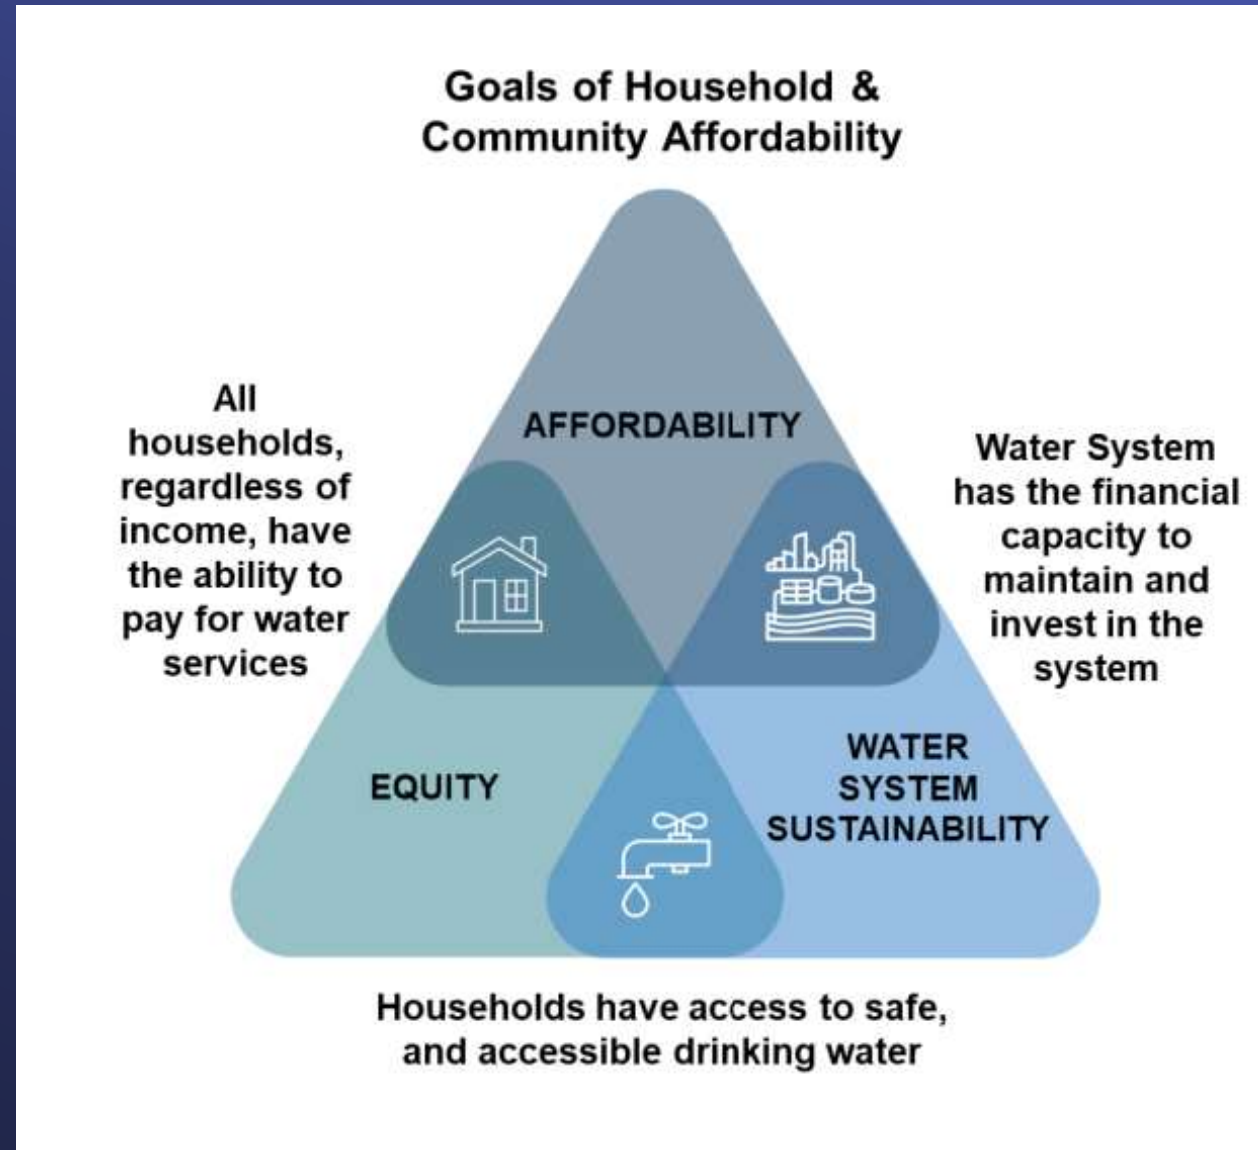 Goals of Household &
Community Affordability
AFFORDABILITY
All
households,
regardless of
income, have
the ability to
pay for water
services
Water System
has the financial
capacity to
maintain and
invest in the
system
EQUITY
WATER
SYSTEM
SUSTAINABILITY
Households have access to safe,
and accessible drinking water